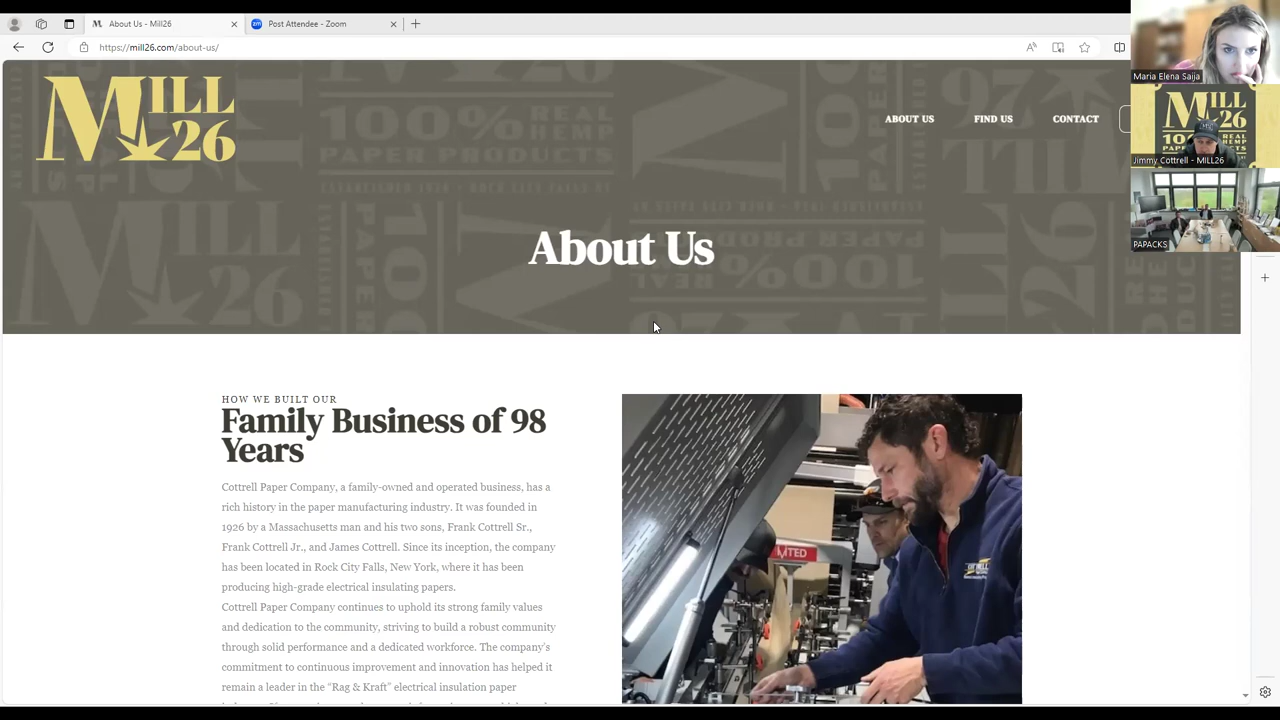 About Us - Mill26
Post Attendee - Zoom
https://mill26.com/about-us/
MILL
26
ABOUT US
FIND US
CONTACT
About Us
HOW WE BUILT OUR
Family Business of 98
Years
Cottrell Paper Company, a family-owned and operated business, has a
rich history in the paper manufacturing industry. It was founded in
1926 by a Massachusetts man and his two sons, Frank Cottrell Sr.,
Frank Cottrell Jr., and James Cottrell. Since its inception, the company
has been located in Rock City Falls, New York, where it has been
producing high-grade electrical insulating papers.
Cottrell Paper Company continues to uphold its strong family values
and dedication to the community, striving to build a robust community
through solid performance and a dedicated workforce. The company's
commitment to continuous improvement and innovation has helped it
remain a leader in the “Rag & Kraft” electrical insulation paper
Maria Elena Saija
MILL
26
Jimmy Cottrell - MILL26
PAPACKS